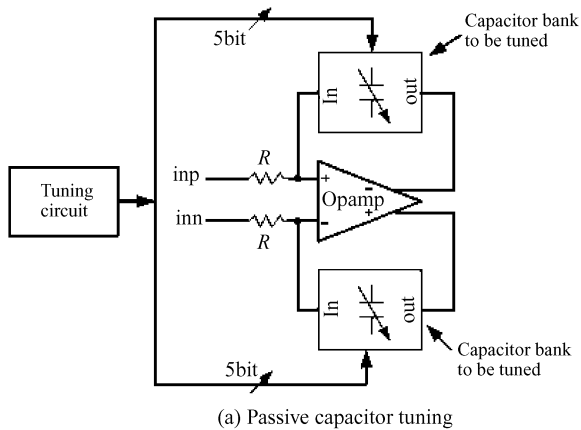 5bit
Capacitor bank
to be tuned
In
out
inp
R
+
-
Tuning
circuit
Opamp
inn
R
-
+
In
out
5bit
Capacitor bank
to be tuned
(a) Passive capacitor tuning